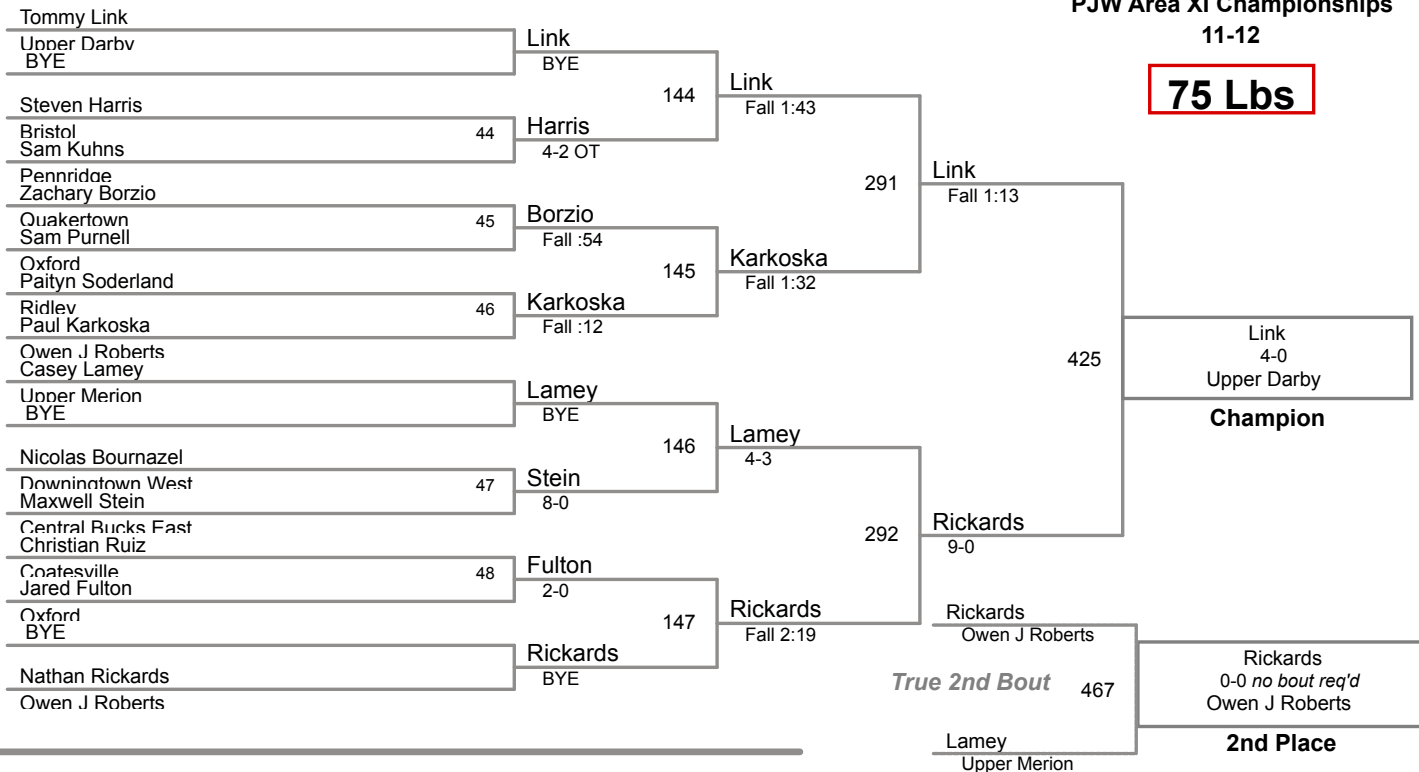 PJW Area XI Championships
11-12
75 Lbs
Tommy Link
Upper Darby
BYE
Steven Harris
Bristol
Sam Kuhns
Pennridge
Zachary Borzio
Quakertown
Sam Purnell
Oxford
Paityn Soderland
Ridley
Paul Karkoska
Owen J Roberts
Casey Lamey
Upper Merion
BYE
Nicolas Bournazel
Downingtown West
Maxwell Stein
Central Bucks East
Christian Ruiz
Coatesville
Jared Fulton
Oxford
BYE
Nathan Rickards
Owen J Roberts
44
45
46
47
48
Link
BYE
Harris
4-2 OT
Borzio
Fall :54
Karkoska
Fall :12
Lamey
BYE
Stein
8-0
Fulton
2-0
Rickards
BYE
144
145
146
147
Link
Fall 1:43
Karkoska
Fall 1:32
Lamey
4-3
Rickards
Fall 2:19
291
292
Link
Fall 1:13
Rickards
9-0
425
Link
4-0
Upper Darby
Champion
Rickards
Owen J Roberts
True 2nd Bout 467
Lamey
Upper Merion
Rickards
0-0 no bout req'd
Owen J Roberts
2nd Place